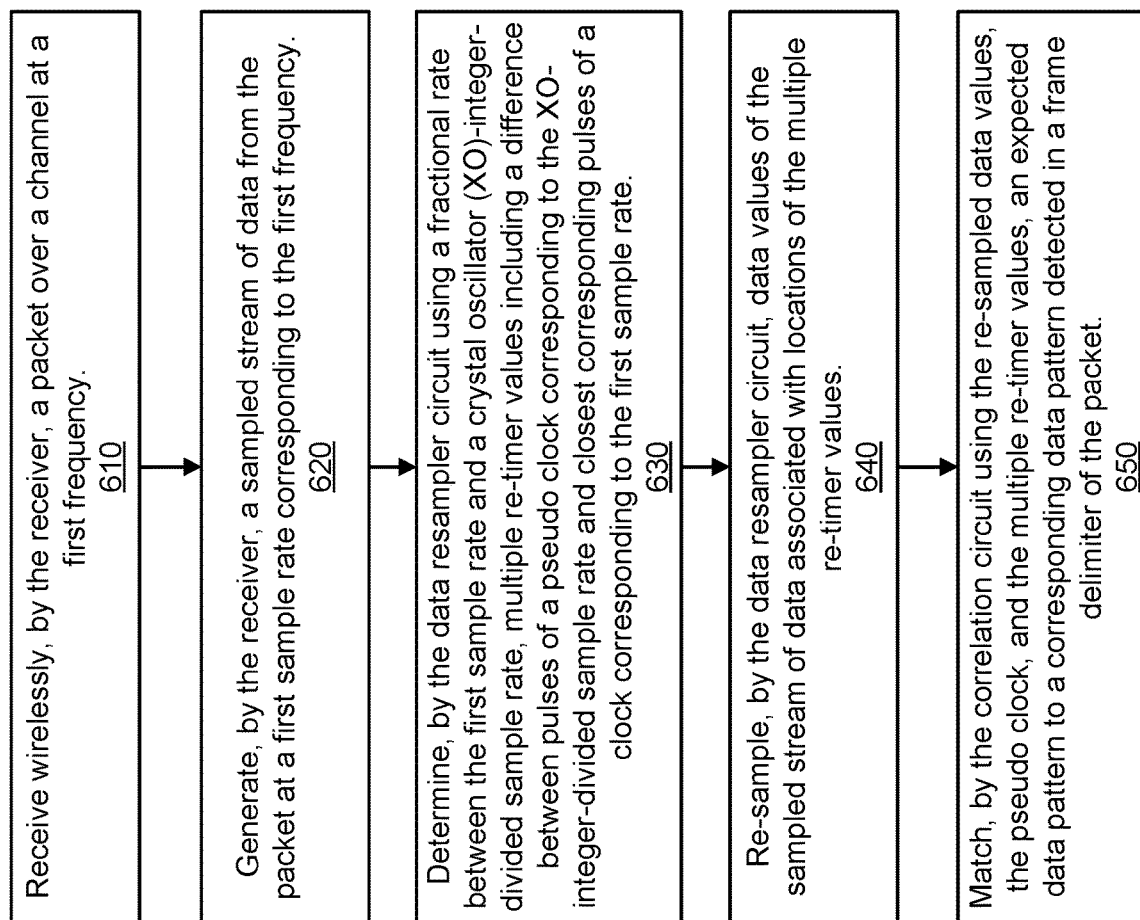 Receive wirelessly, by the receiver, a packet over a channel at a
first frequency.
610
Generate, by the receiver, a sampled stream of data from the
packet at a first sample rate corresponding to the first frequency.
620
Determine, by the data resampler circuit using a fractional rate
between the first sample rate and a crystal oscillator (XO)-integer-
divided sample rate, multiple re-timer values including a difference
between pulses of a pseudo clock corresponding to the XO-
integer-divided sample rate and closest corresponding pulses of a
clock corresponding to the first sample rate.
630
Re-sample, by the data resampler circuit, data values of the
sampled stream of data associated with locations of the multiple
re-timer values.
640
Match, by the correlation circuit using the re-sampled data values,
the pseudo clock, and the multiple re-timer values, an expected
data pattern to a corresponding data pattern detected in a frame
delimiter of the packet.
650